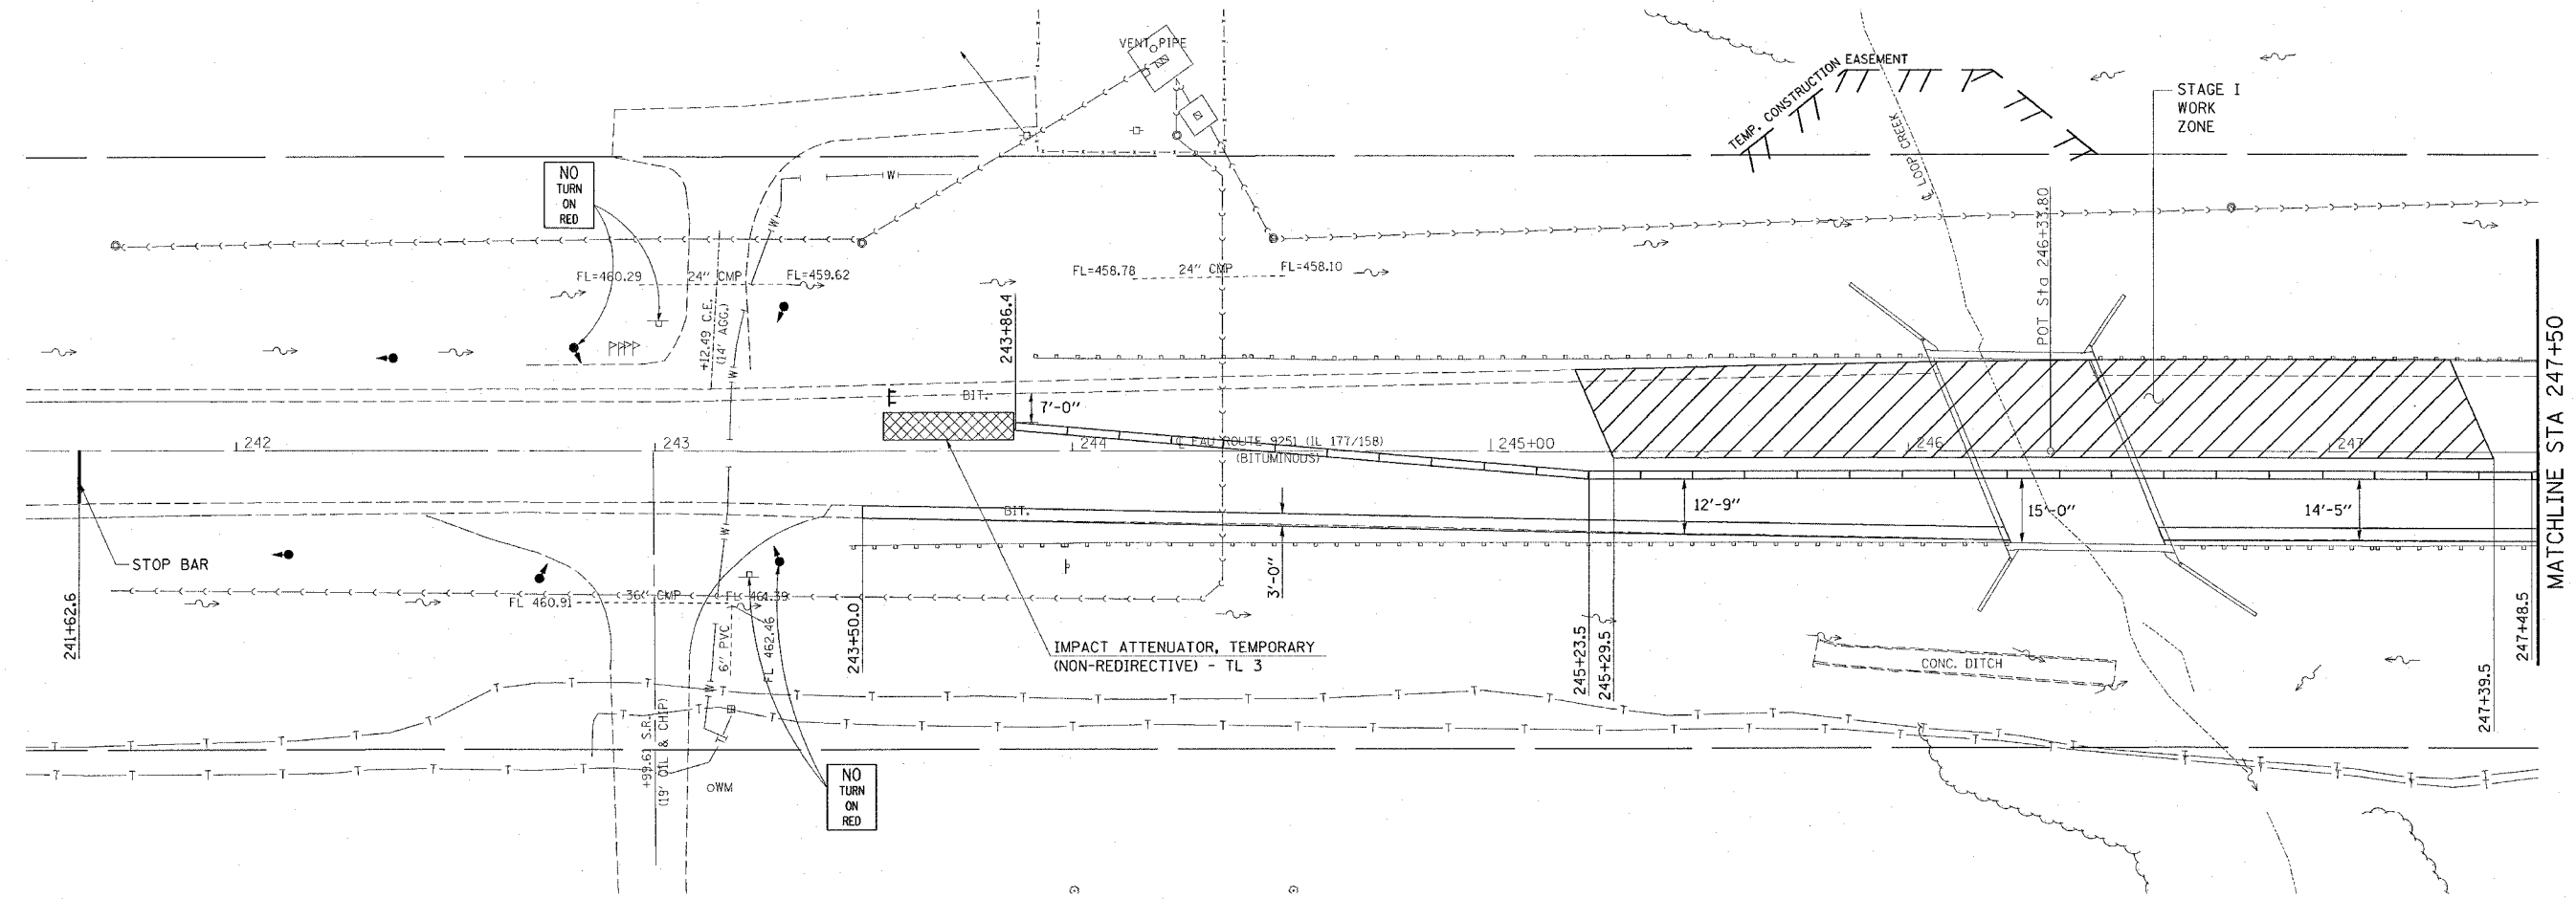 VENT PIPE
TEMP. CONSTRUCTION EASEMENT
STAGE I
WORK
ZONE
℄ LOOP CREEK
NO
TURN
ON
RED
W
POT Sta 246+33.80
FL=460.29
24" CMP
FL=459.62
FL=458.78
24" CMP
FL=458.10
+12.49 C.E.
(14' AGG.)
W
243+86.4
BIT.
7'-0"
242
243
244
℄ FAU ROUTE 9251 (IL 177/158)
(BITUMINOUS)
245+00
246
247
MATCHLINE STA 247+50
BIT.
12'-9"
15'-0"
14'-5"
3'-0"
STOP BAR
241+62.6
FL 460.91
36" CMP
FL 461.39
6" PVC
FL 462.46
243+50.0
IMPACT ATTENUATOR, TEMPORARY
(NON-REDIRECTIVE) - TL 3
245+23.5
245+29.5
CONC. DITCH
247+39.5
247+48.5
+99.61 S.R.
(19' OIL & CHIP)
WM
NO
TURN
ON
RED